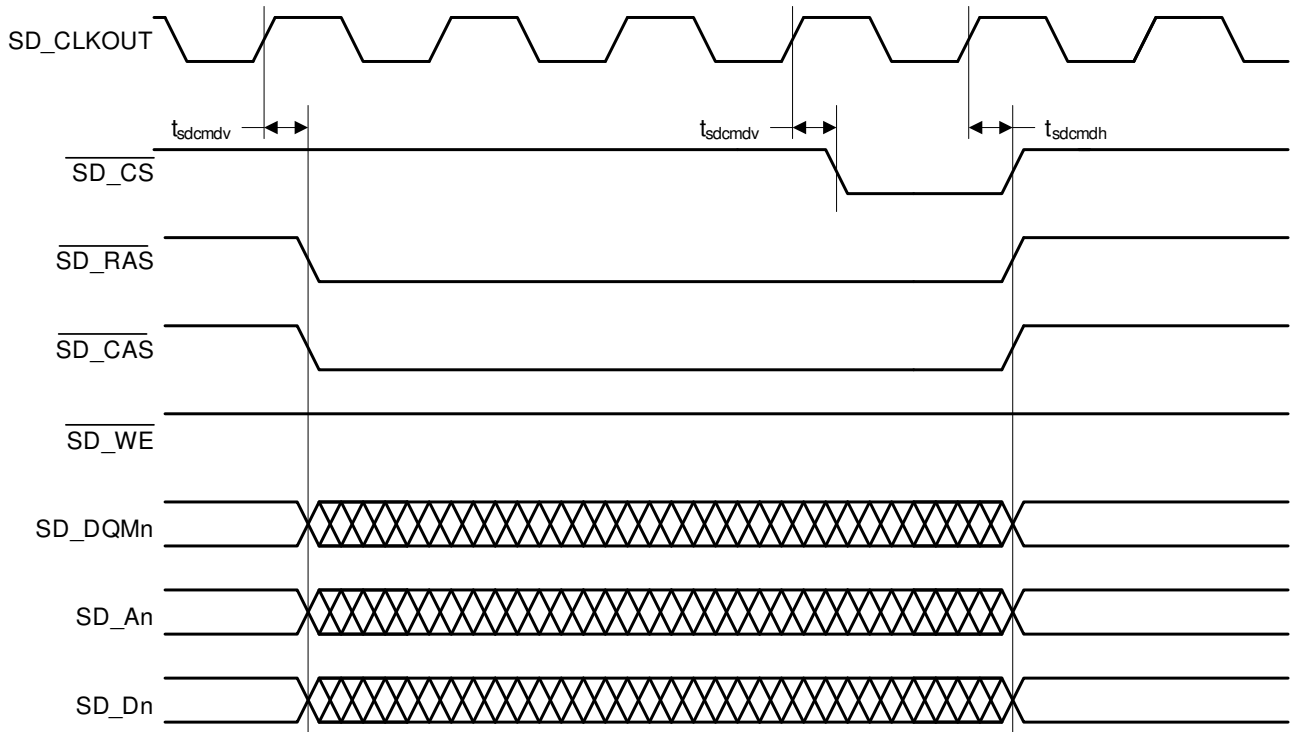 SD_CLKOUT
tsdcmdv
tsdcmdv
tsdcmdh
SD_CS
SD_RAS
SD_CAS
SD_WE
SD_DQMn
SD_An
SD_Dn